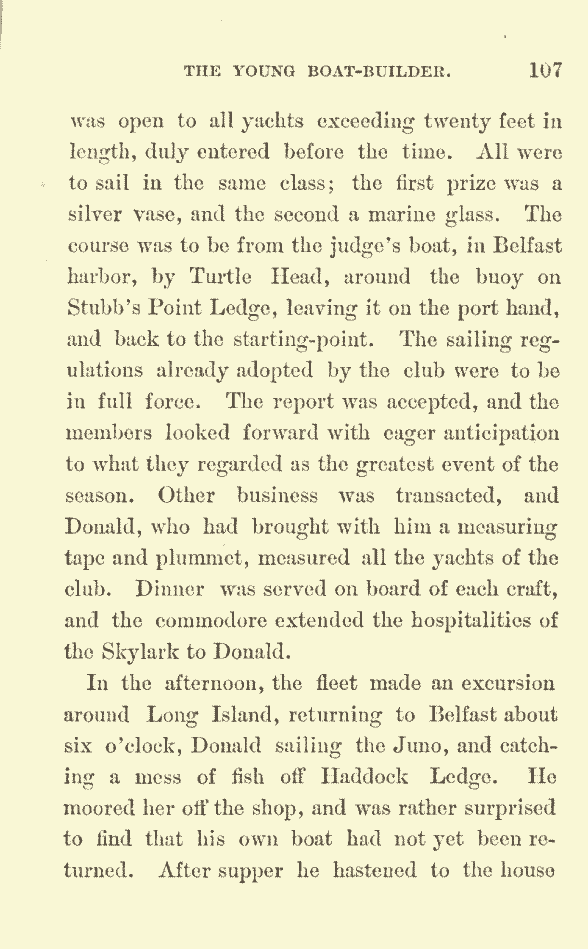 THE YOUNG BOAT-BUILDER. 107
was open to all yachts exceeding twenty feet in
length, duly entered before the time. All were
to sail in the same class; the first prize was a
silver vase, and the second a marine glass. The
course was to be from the judge's boat, in Belfast
harbor, by Turtle Head, around the buoy on
Stubb's Point Ledge, leaving it on the port hand,
and back to the starting-point. The sailing reg-
ulations already adopted by the club were to be
in full force. The report was accepted, and the
members looked forward with eager anticipation
to what they regarded as the greatest event of the
season. Other business was transacted, and
Donald, who had brought with him a measuring
tape and plummet, measured all the yachts of the
club. Dinner was served on board of each craft,
and the commodore extended the hospitalities of
the Skylark to Donald.
In the afternoon, the fleet made an excursion
around Long Island, returning to Belfast about
six o'clock, Donald sailing the Juno, and catch-
ing a mess of fish off Haddock Ledge. He
moored her off the shop, and was rather surprised
to find that his own boat had not yet been re-
turned. After supper he hastened to the house